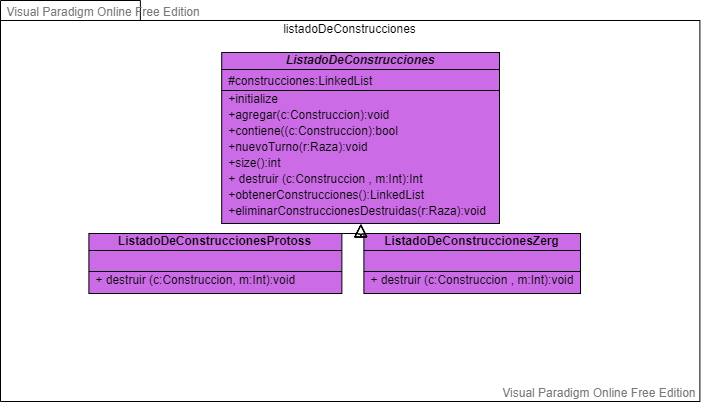 Visual Paradigm Online Free Edition
listadoDeConstrucciones
ListadoDeConstrucciones
#construcciones:LinkedList
+initialize
+agregar(c:Construccion):void
+contiene((c:Construccion):bool
+nuevoTurno(r:Raza):void
+size():int
+ destruir (c:Construccion , m:Int):Int
+obtenerConstrucciones():LinkedList
+eliminarConstruccionesDestruidas(r:Raza):void
ListadoDeConstruccionesProtoss
+ destruir (c:Construccion, m:Int):void
ListadoDeConstruccionesZerg
+ destruir (c:Construccion , m:Int):void
Visual Paradigm Online Free Edition